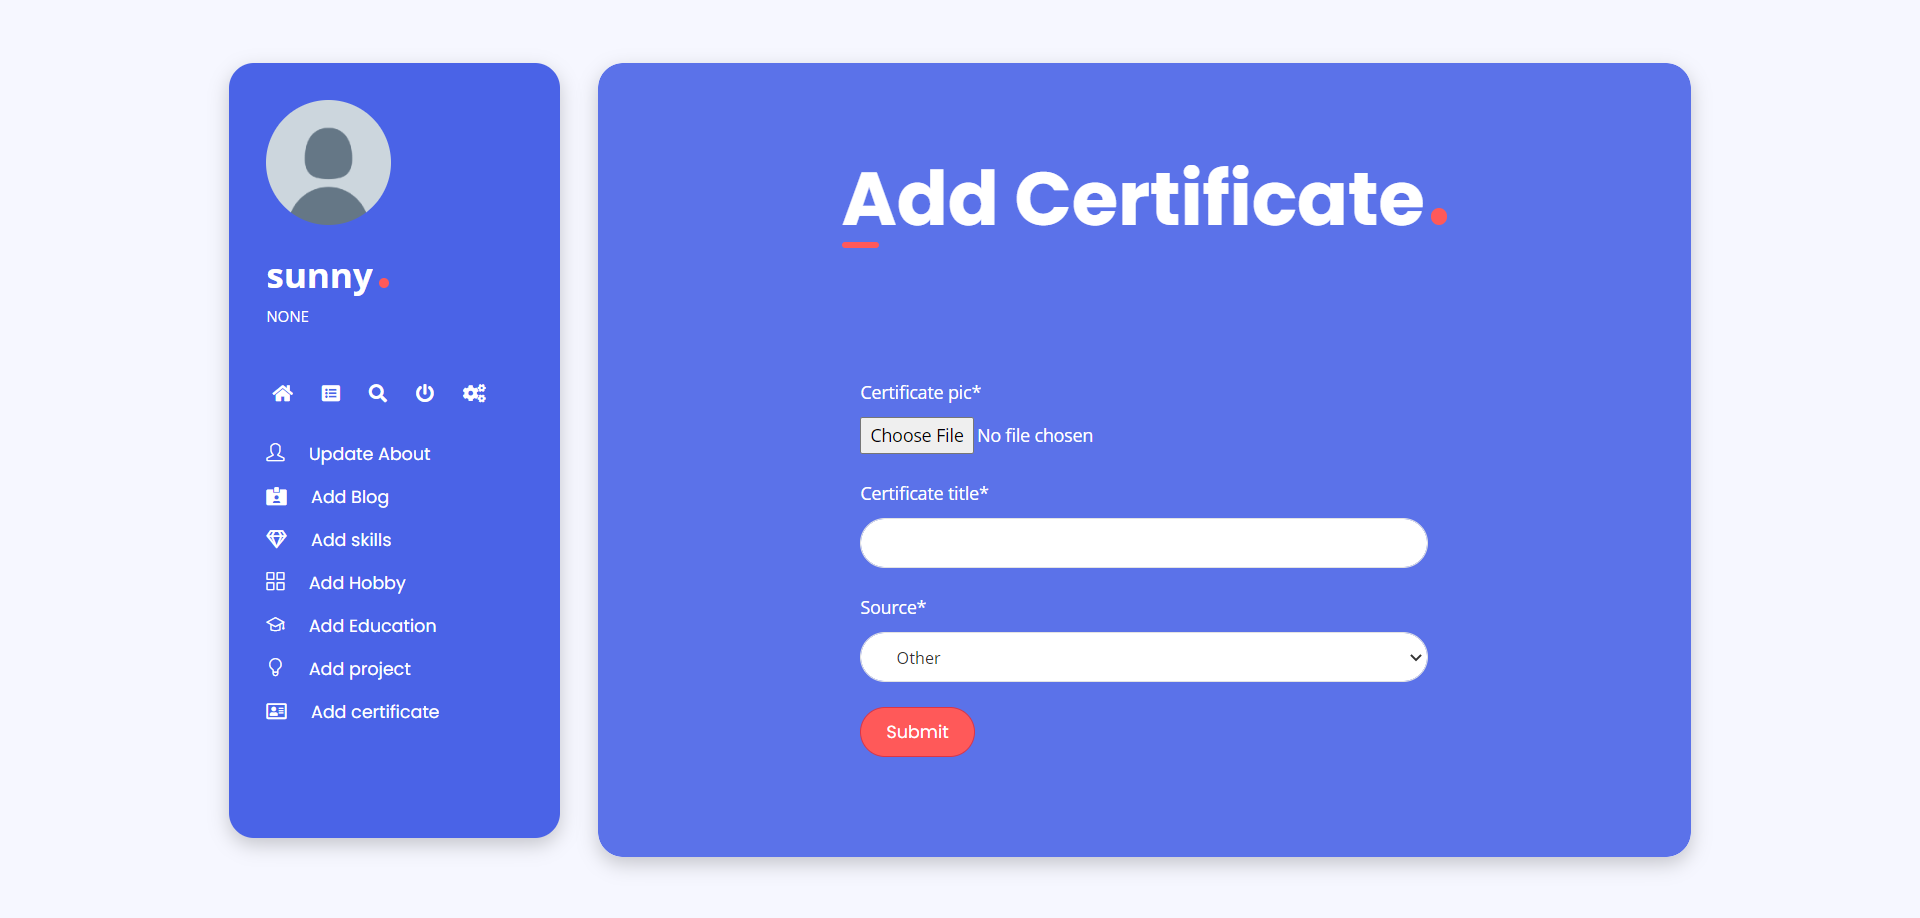 sunny.
NONE
Update About
Add Blog
Add skills
Add Hobby
Add Education
Add project
Add certificate
Add Certificate.
Certificate pic*
Choose File No file chosen
Certificate title*
Source*
Other
Submit